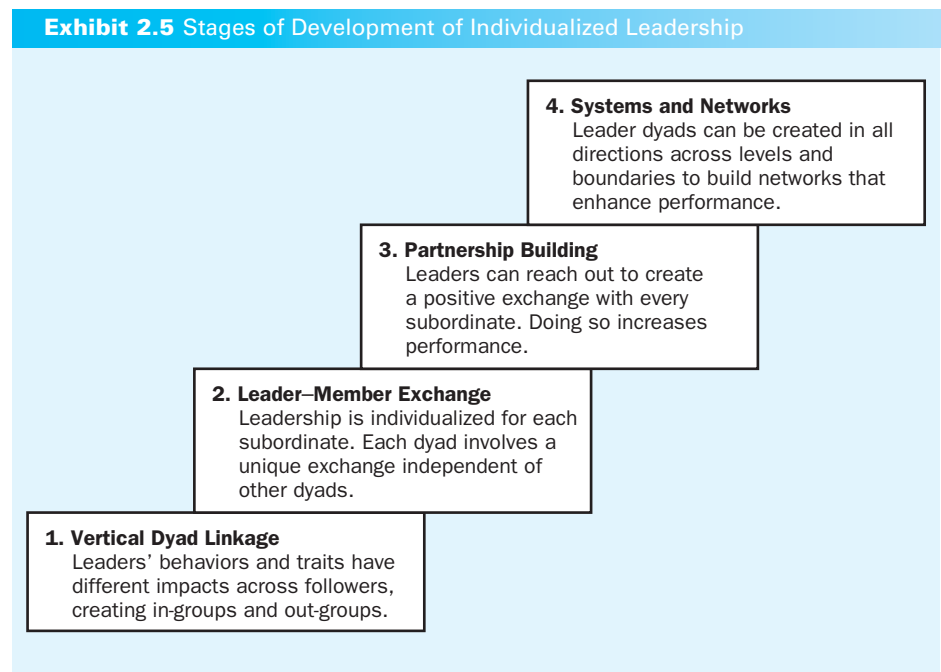 Exhibit 2.5 Stages of Development of Individualized Leadership
4. Systems and Networks
Leader dyads can be created in all
directions across levels and
boundaries to build networks that
enhance performance.
3. Partnership Building
Leaders can reach out to create
a positive exchange with every
subordinate. Doing so increases
performance.
2. Leader–Member Exchange
Leadership is individualized for each
subordinate. Each dyad involves a
unique exchange independent of
other dyads.
1. Vertical Dyad Linkage
Leaders’ behaviors and traits have
different impacts across followers,
creating in-groups and out-groups.